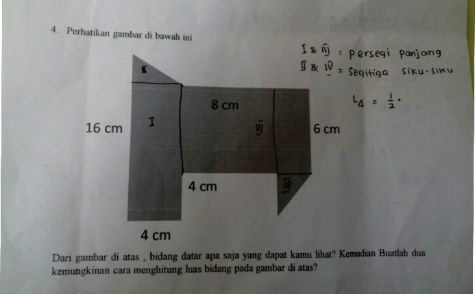 4. Perhatikan gambar di bawah ini
I & III = persegi panjang
II & IV = Segitiga siku-siku
L△ = 1/2 .
II
8 cm
16 cm
I
III
6 cm
4 cm
IV
4 cm
Dari gambar di atas , bidang datar apa saja yang dapat kamu lihat? Kemudian Buatlah dua
kemungkinan cara menghitung luas bidang pada gambar di atas?